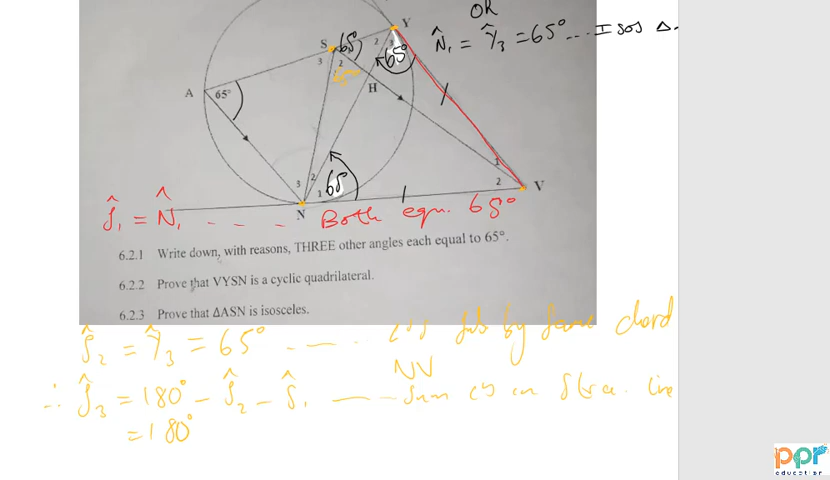 OR
N̂₁ = Ŷ₃ = 65° ... Isos Δ.
Y
S 65°
2 3
65°
3 2
H
A 65°
1
2 V
3 2
1 65
N
Ŝ₁ = N̂₁ - - - - Both equ. 65°
6.2.1 Write down, with reasons, THREE other angles each equal to 65°.
6.2.2 Prove that VYSN is a cyclic quadrilateral.
6.2.3 Prove that ΔASN is isosceles.
Ŝ₂ = Ŷ₃ = 65° ----- ∠'s sub by same chord
NV
∴ Ŝ₃ = 180° - Ŝ₂ - Ŝ₁ --- Sum ∠s on line
= 180°
ppr
education